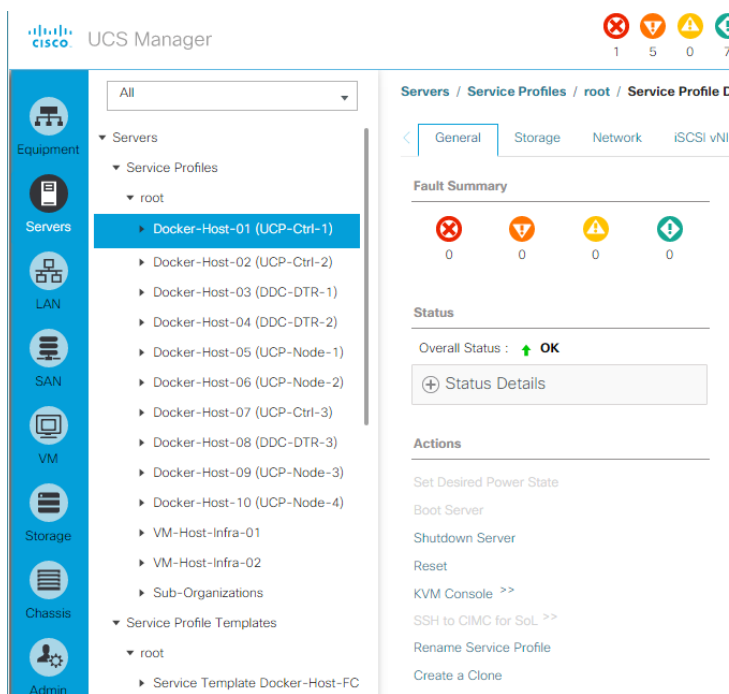 cisco UCS Manager
1 5 0 7
Equipment
Servers
LAN
SAN
VM
Storage
Chassis
Admin
All
Servers
Service Profiles
root
Docker-Host-01 (UCP-Ctrl-1)
Docker-Host-02 (UCP-Ctrl-2)
Docker-Host-03 (DDC-DTR-1)
Docker-Host-04 (DDC-DTR-2)
Docker-Host-05 (UCP-Node-1)
Docker-Host-06 (UCP-Node-2)
Docker-Host-07 (UCP-Ctrl-3)
Docker-Host-08 (DDC-DTR-3)
Docker-Host-09 (UCP-Node-3)
Docker-Host-10 (UCP-Node-4)
VM-Host-Infra-01
VM-Host-Infra-02
Sub-Organizations
Service Profile Templates
root
Service Template Docker-Host-FC
Servers / Service Profiles / root / Service Profile D
General Storage Network iSCSI vNI
Fault Summary
0 0 0 0
Status
Overall Status : OK
Status Details
Actions
Set Desired Power State
Boot Server
Shutdown Server
Reset
KVM Console >>
SSH to CIMC for SoL >>
Rename Service Profile
Create a Clone